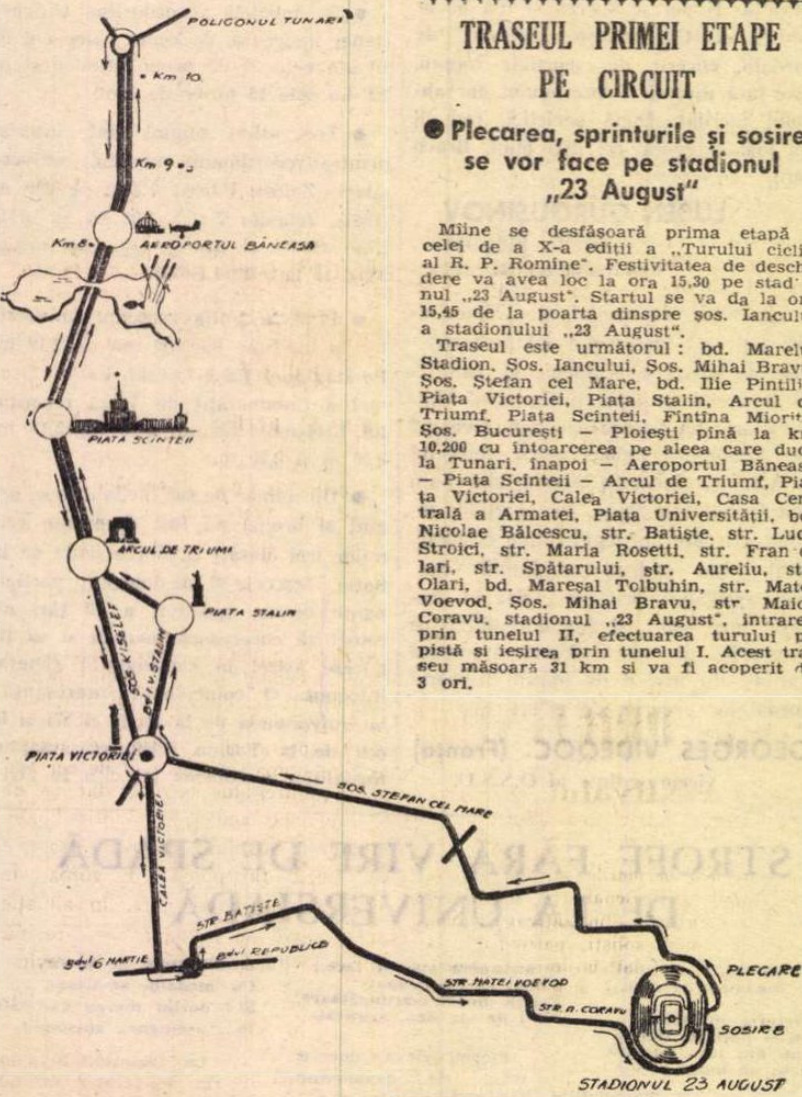 TRASEUL PRIMEI ETAPE
PE CIRCUIT
● Plecarea, sprinturile și sosire
se vor face pe stadionul
„23 August“
Mîine se desfășoară prima etapă
celei de a X-a ediții a „Turului cicli
al R. P. Romîne“. Festivitatea de desch
dere va avea loc la ora 15,30 pe stad
nul „23 August“. Startul se va da la or
15,45 de la poarta dinspre șos. Iancul
a stadionului „23 August“.
Traseul este următorul : bd. Marelu
Stadion, Șos. Iancului, Șos. Mihai Brav
Șos. Ștefan cel Mare, bd. Ilie Pintili
Piața Victoriei, Piața Stalin, Arcul d
Triumf, Piața Scînteii, Fîntîna Miorit
Șos. București — Ploiești pînă la km
10,200 cu întoarcerea pe aleea care duc
la Tunari, înapoi — Aeroportul Băneas
— Piața Scînteii — Arcul de Triumf, Pia
ța Victoriei, Calea Victoriei, Casa Cen
trală a Armatei, Piața Universității, b
Nicolae Bălcescu, str. Batiște, str. Luc
Stroici, str. Maria Rosetti, str. Fran
lari, str. Spătarului, str. Aureliu, st
Olari, bd. Mareșal Tolbuhin, str. Mat
Voevod, Șos. Mihai Bravu, str Maio
Coravu, stadionul „23 August“, intrare
prin tunelul II, efectuarea turului p
pistă și ieșirea prin tunelul I. Acest tra
seu măsoară 31 km și va fi acoperit d
3 ori.
POLIGONUL TUNARI
Km 10
Km 9
Km 8
AEROPORTUL BĂNEASA
PIAȚA SCÎNTEII
ARCUL DE TRIUMF
PIAȚA STALIN
ȘOS. KISELEF
Bd I.V. STALIN
PIAȚA VICTORIEI
ȘOS. ȘTEFAN CEL MARE
CALEA VICTORIEI
STR. BATIȘTE
Bdul 6 MARTIE
Bdul REPUBLICII
STR. MATEI VOEVOD
STR. M. CORAVU
PLECARE
SOSIRE
STADIONUL 23 AUGUST